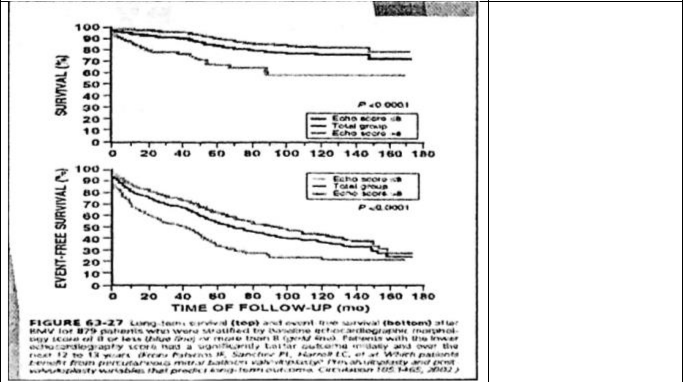 100
90
80
70
60
50
40
30
20
10
0
SURVIVAL (%)
P <0.0001
Echo score ≤8
Total group
Echo score >8
0 20 40 60 80 100 120 140 160 180
100
90
80
70
60
50
40
30
20
10
0
EVENT-FREE SURVIVAL (%)
Echo score ≤8
Total group
Echo score >8
P <0.0001
0 20 40 60 80 100 120 140 160 180
TIME OF FOLLOW-UP (mo)
FIGURE 63-27 Long-term survival (top) and event-free survival (bottom) after
BMV for 879 patients who were stratified by baseline echocardiographic morphol-
ogy score of 8 or less (blue line) or more than 8 (gold line). Patients with the lower
echocardiography score had a significantly better outcome initially and over the
next 12 to 13 years. (From Palacios IF, Sanchez PL, Harrell LC, et al: Which patients
benefit from percutaneous mitral balloon valvuloplasty? Prevalvuloplasty and post-
valvuloplasty variables that predict long-term outcome. Circulation 105:1465, 2002.)